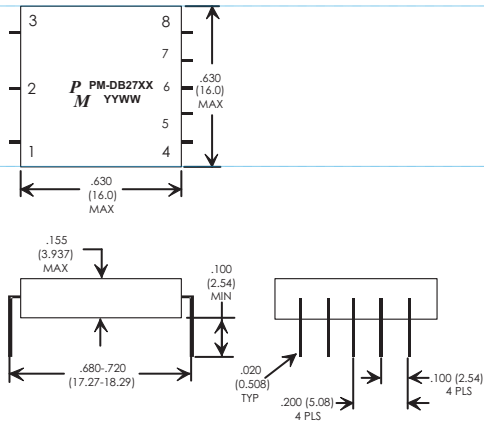 3 8
7
2 P M PM-DB27XX YYWW 6
5
1 4
.630
(16.0)
MAX
.630
(16.0)
MAX
.155
(3.937)
MAX
.100
(2.54)
MIN
.680-.720
(17.27-18.29)
.020
(0.508)
TYP
.100 (2.54)
4 PLS
.200 (5.08)
4 PLS